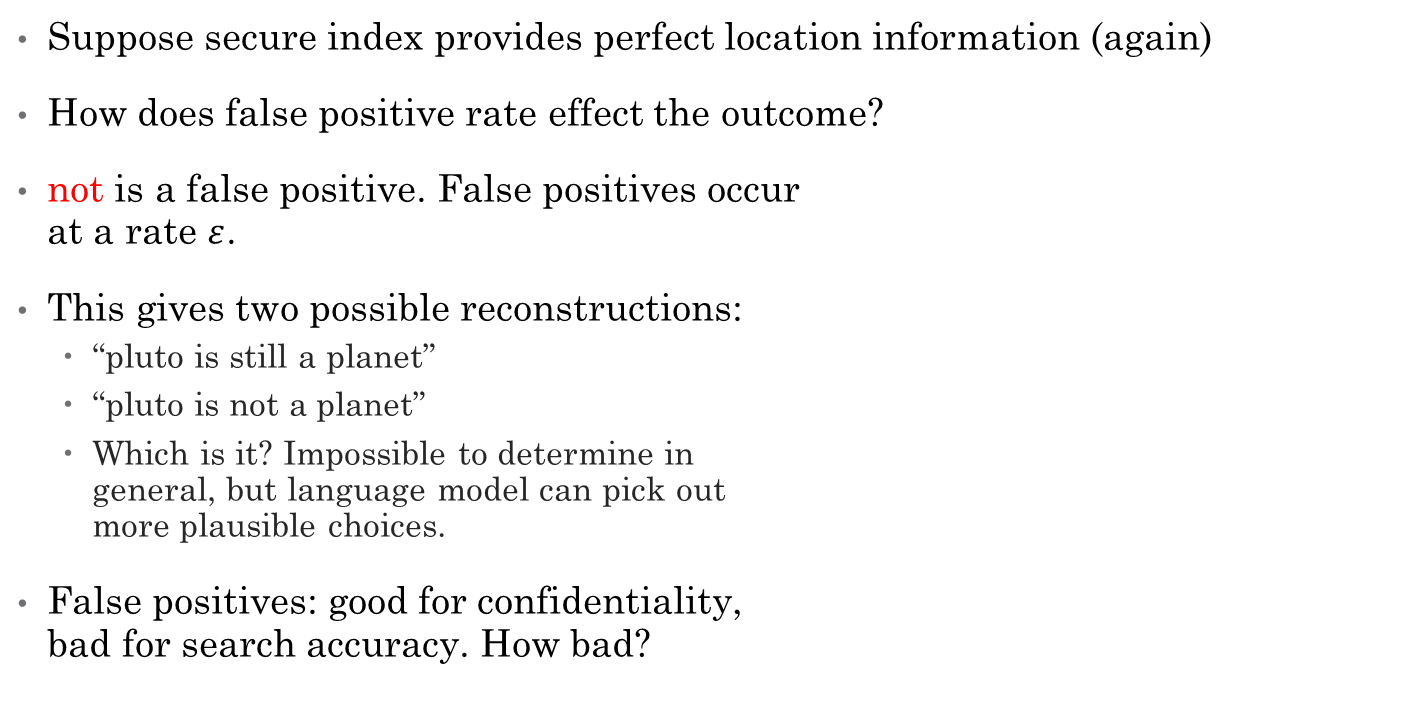 • Suppose secure index provides perfect location information (again)
• How does false positive rate effect the outcome?
• not is a false positive. False positives occur
at a rate ε.
• This gives two possible reconstructions:
• “pluto is still a planet”
• “pluto is not a planet”
• Which is it? Impossible to determine in
general, but language model can pick out
more plausible choices.
• False positives: good for confidentiality,
bad for search accuracy. How bad?